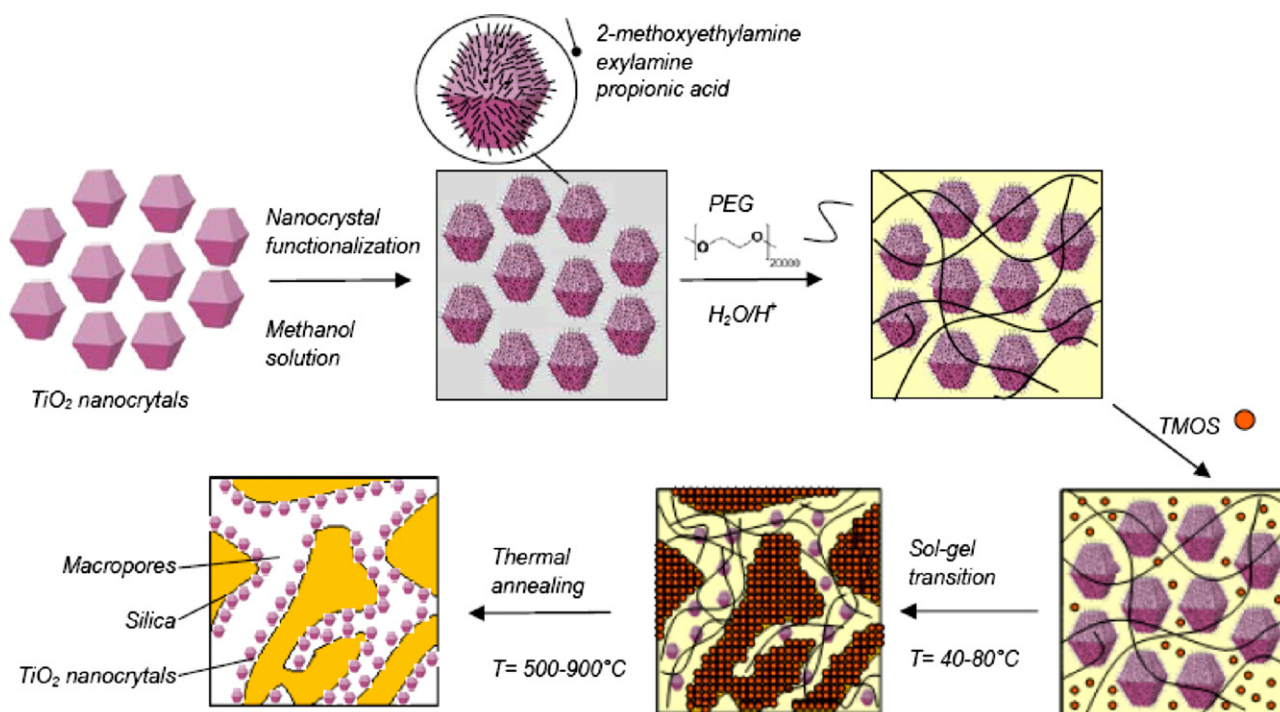 2-methoxyethylamine
exylamine
propionic acid
Nanocrystal
functionalization
Methanol
solution
TiO₂ nanocrytals
PEG
O O 20000
H₂O/H⁺
TMOS
Sol-gel
transition
T= 40-80°C
Thermal
annealing
T= 500-900°C
Macropores
Silica
TiO₂ nanocrytals